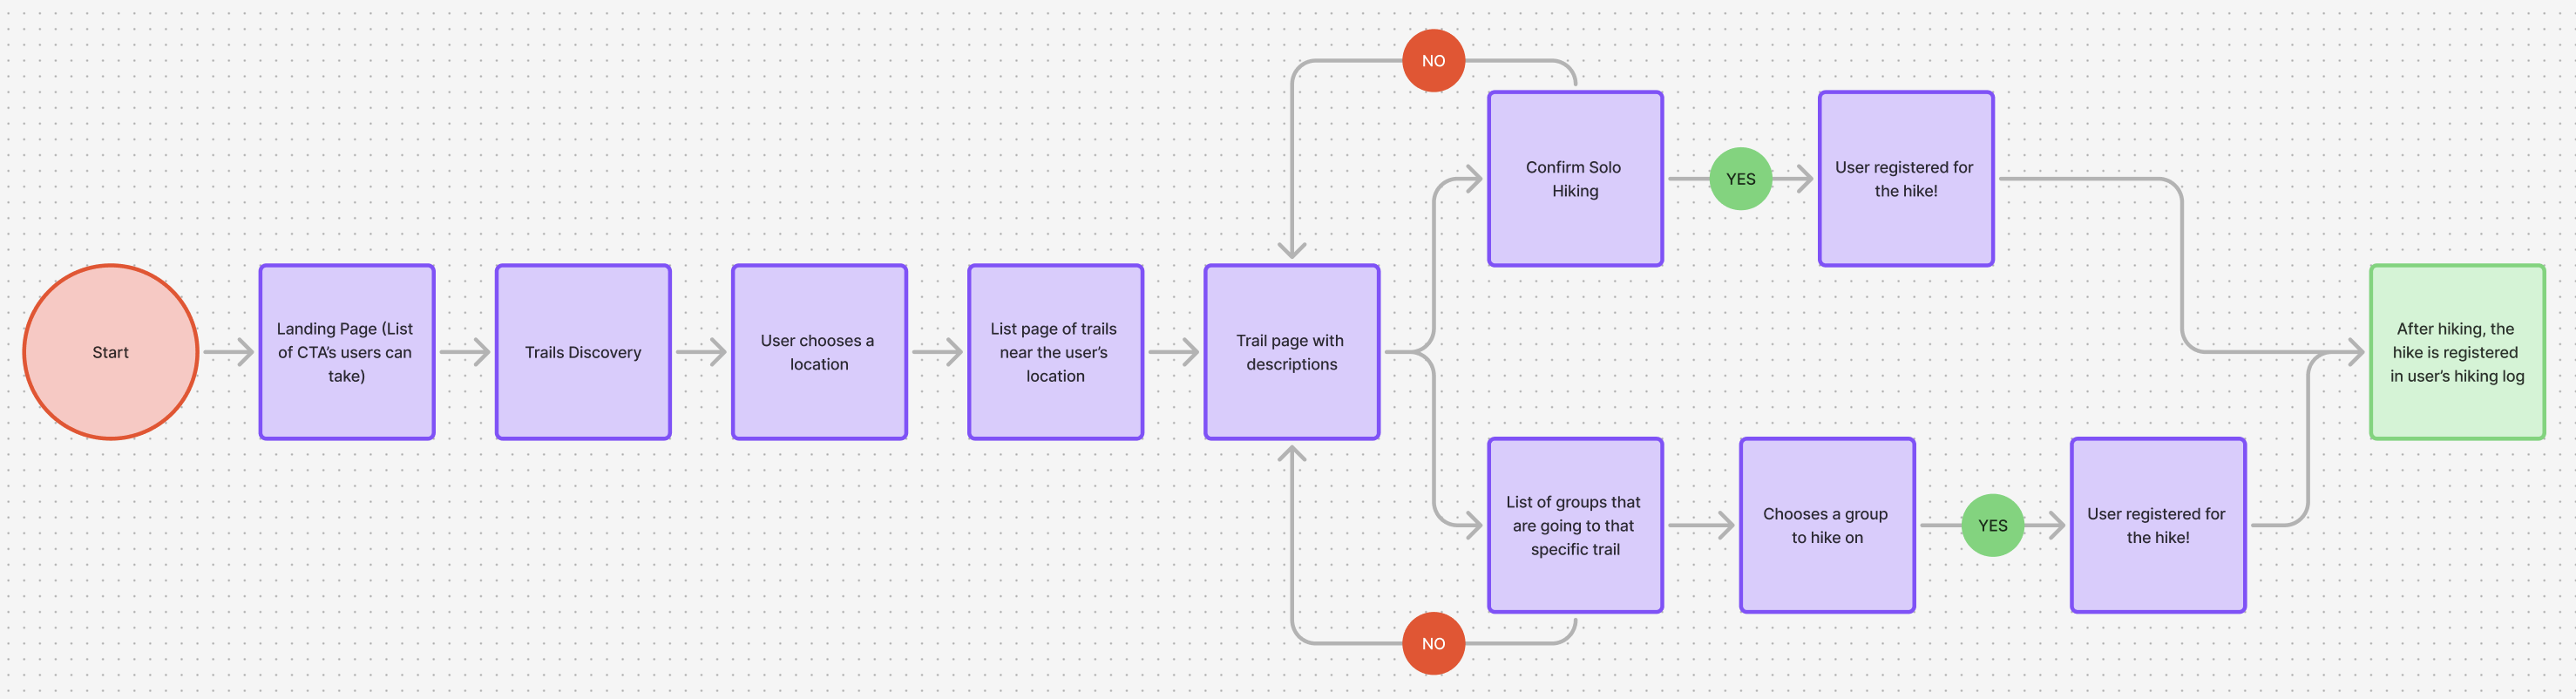 Start
Landing Page (List
of CTA’s users can
take)
Trails Discovery
User chooses a
location
List page of trails
near the user’s
location
Trail page with
descriptions
NO
Confirm Solo
Hiking
YES
User registered for
the hike!
List of groups that
are going to that
specific trail
NO
Chooses a group
to hike on
YES
User registered for
the hike!
After hiking, the
hike is registered
in user’s hiking log